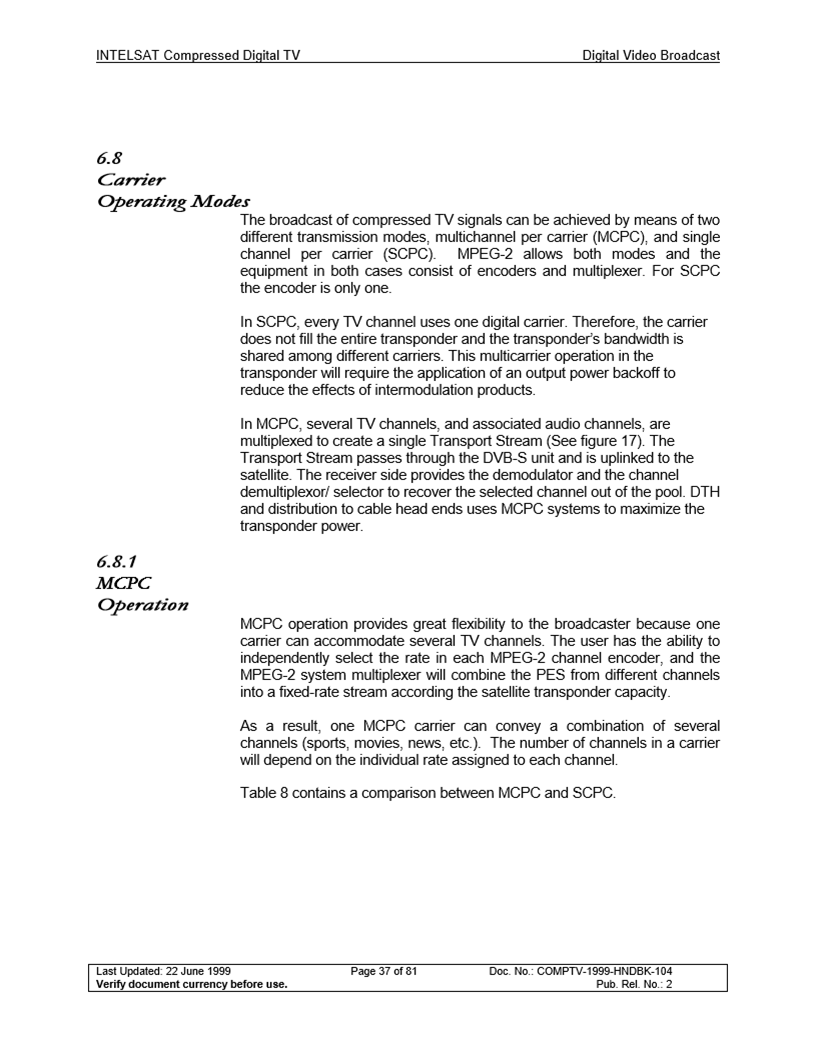 INTELSAT Compressed Digital TV Digital Video Broadcast
6.8
Carrier
Operating Modes
The broadcast of compressed TV signals can be achieved by means of two
different transmission modes, multichannel per carrier (MCPC), and single
channel per carrier (SCPC). MPEG-2 allows both modes and the
equipment in both cases consist of encoders and multiplexer. For SCPC
the encoder is only one.
In SCPC, every TV channel uses one digital carrier. Therefore, the carrier
does not fill the entire transponder and the transponder's bandwidth is
shared among different carriers. This multicarrier operation in the
transponder will require the application of an output power backoff to
reduce the effects of intermodulation products.
In MCPC, several TV channels, and associated audio channels, are
multiplexed to create a single Transport Stream (See figure 17). The
Transport Stream passes through the DVB-S unit and is uplinked to the
satellite. The receiver side provides the demodulator and the channel
demultiplexor/ selector to recover the selected channel out of the pool. DTH
and distribution to cable head ends uses MCPC systems to maximize the
transponder power.
6.8.1
MCPC
Operation
MCPC operation provides great flexibility to the broadcaster because one
carrier can accommodate several TV channels. The user has the ability to
independently select the rate in each MPEG-2 channel encoder, and the
MPEG-2 system multiplexer will combine the PES from different channels
into a fixed-rate stream according the satellite transponder capacity.
As a result, one MCPC carrier can convey a combination of several
channels (sports, movies, news, etc.). The number of channels in a carrier
will depend on the individual rate assigned to each channel.
Table 8 contains a comparison between MCPC and SCPC.
Last Updated: 22 June 1999 Page 37 of 81 Doc. No.: COMPTV-1999-HNDBK-104
Verify document currency before use. Pub. Rel. No.: 2